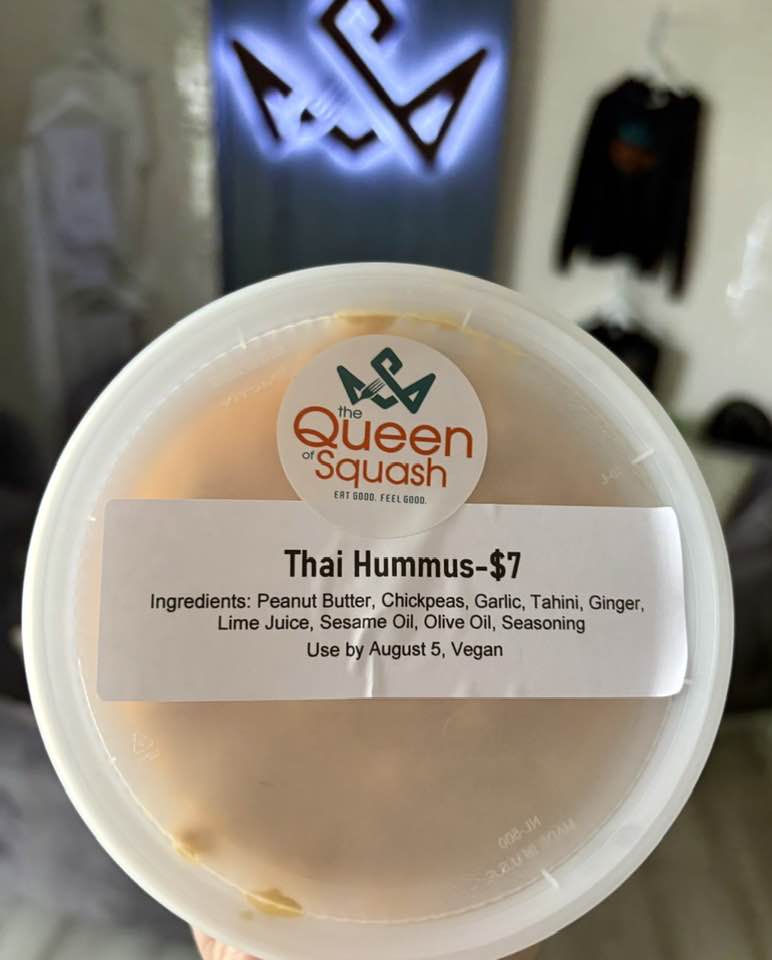 the
Queen
of Squash
EAT GOOD. FEEL GOOD.
Thai Hummus-$7
Ingredients: Peanut Butter, Chickpeas, Garlic, Tahini, Ginger,
Lime Juice, Sesame Oil, Olive Oil, Seasoning
Use by August 5, Vegan